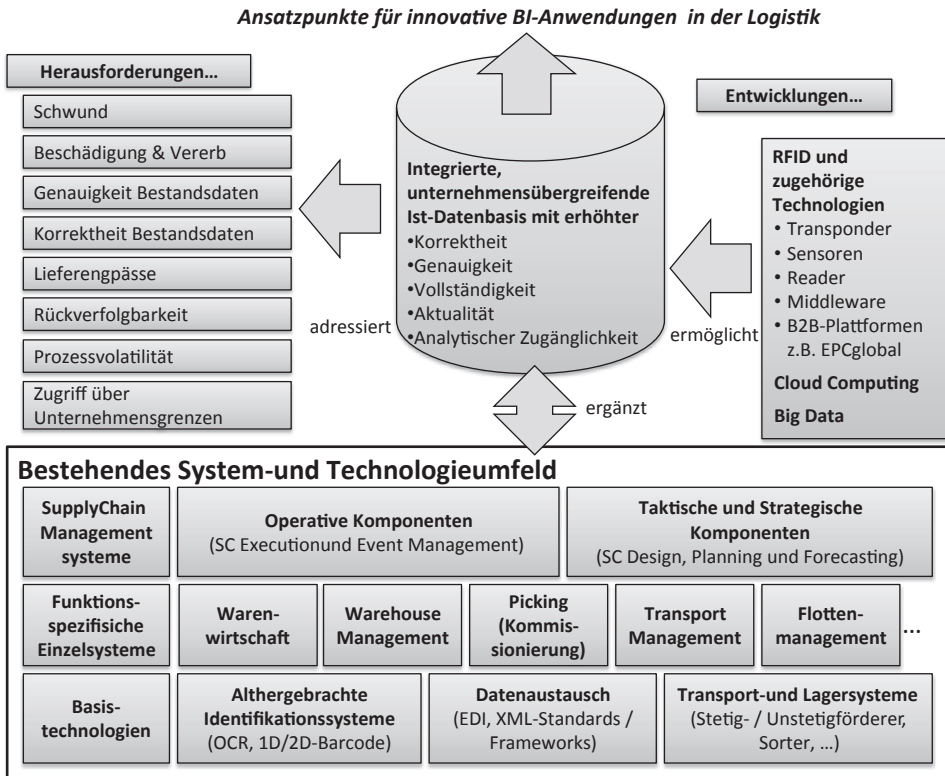 Ansatzpunkte für innovative BI-Anwendungen in der Logistik
Herausforderungen...
Schwund
Beschädigung & Vererb
Genauigkeit Bestandsdaten
Korrektheit Bestandsdaten
Lieferengpässe
Rückverfolgbarkeit
Prozessvolatilität
Zugriff über
Unternehmensgrenzen
adressiert
Integrierte,
unternehmensübergreifende
Ist-Datenbasis mit erhöhter
•Korrektheit
•Genauigkeit
•Vollständigkeit
•Aktualität
•Analytischer Zugänglichkeit
ermöglicht
ergänzt
Entwicklungen...
RFID und
zugehörige
Technologien
• Transponder
• Sensoren
• Reader
• Middleware
• B2B-Plattformen
z.B. EPCglobal
Cloud Computing
Big Data
Bestehendes System-und Technologieumfeld
SupplyChain
Management
systeme
Operative Komponenten
(SC Executionund Event Management)
Taktische und Strategische
Komponenten
(SC Design, Planning und Forecasting)
Funktions-
spezifisiche
Einzelsysteme
Waren-
wirtschaft
Warehouse
Management
Picking
(Kommis-
sionierung)
Transport
Management
Flotten-
management
...
Basis-
technologien
Althergebrachte
Identifikationssysteme
(OCR, 1D/2D-Barcode)
Datenaustausch
(EDI, XML-Standards /
Frameworks)
Transport-und Lagersysteme
(Stetig- / Unstetigförderer,
Sorter, ...)